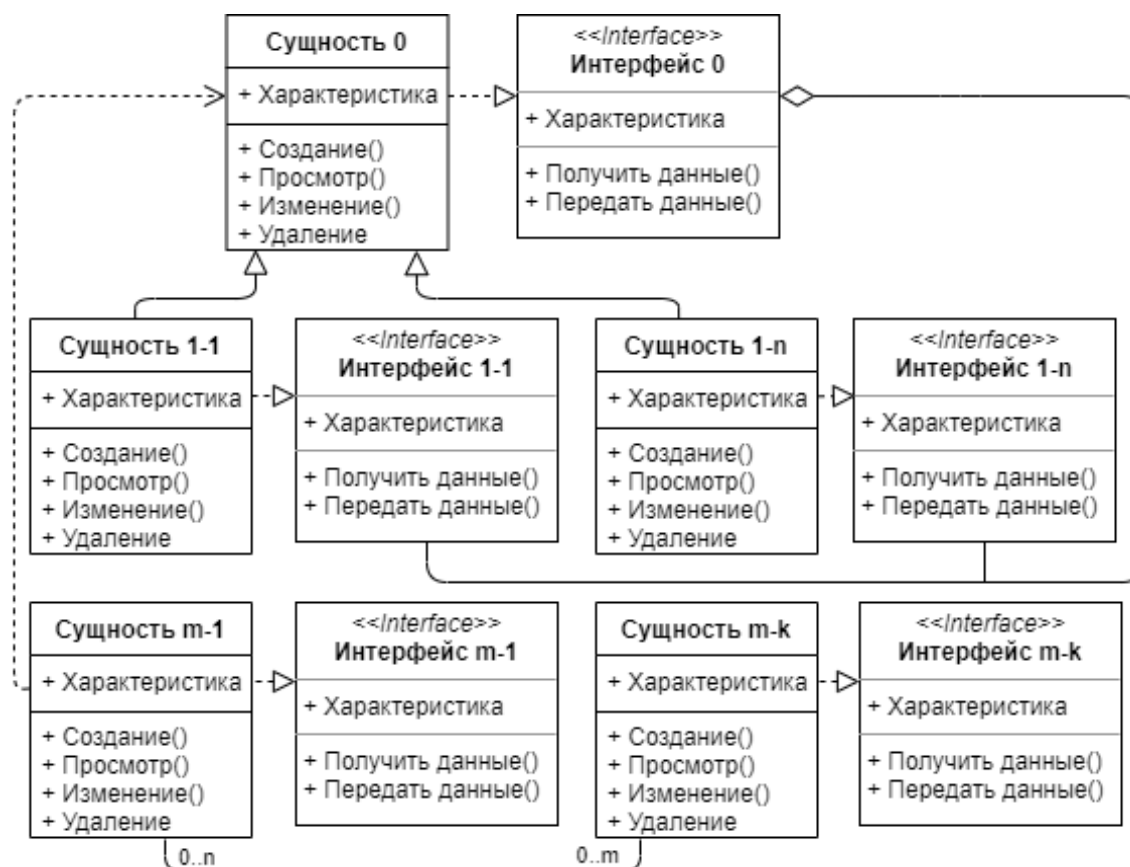 Сущность 0
+ Характеристика
+ Создание()
+ Просмотр()
+ Изменение()
+ Удаление
<<Interface>>
Интерфейс 0
+ Характеристика
+ Получить данные()
+ Передать данные()
Сущность 1-1
+ Характеристика
+ Создание()
+ Просмотр()
+ Изменение()
+ Удаление
<<Interface>>
Интерфейс 1-1
+ Характеристика
+ Получить данные()
+ Передать данные()
Сущность 1-n
+ Характеристика
+ Создание()
+ Просмотр()
+ Изменение()
+ Удаление
<<Interface>>
Интерфейс 1-n
+ Характеристика
+ Получить данные()
+ Передать данные()
Сущность m-1
+ Характеристика
+ Создание()
+ Просмотр()
+ Изменение()
+ Удаление
<<Interface>>
Интерфейс m-1
+ Характеристика
+ Получить данные()
+ Передать данные()
Сущность m-k
+ Характеристика
+ Создание()
+ Просмотр()
+ Изменение()
+ Удаление
<<Interface>>
Интерфейс m-k
+ Характеристика
+ Получить данные()
+ Передать данные()
0..n
0..m